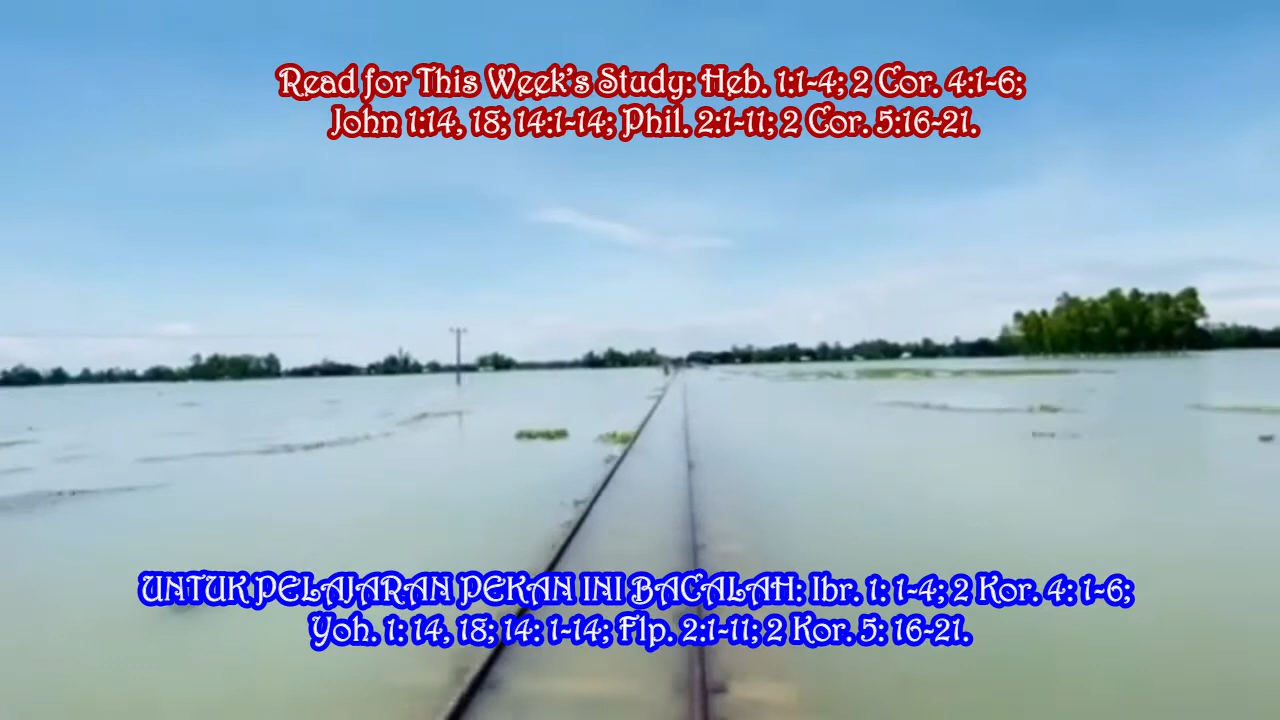 Read for This Week's Study: Heb. 1:1-4; 2 Cor. 4:1-6;
John 1:14, 18; 14:1-14; Phil. 2:1-11; 2 Cor. 5:16-21.
UNTUK PELAJARAN PEKAN INI BACALAH: Ibr. 1: 1-4; 2 Kor. 4: 1-6;
Yoh. 1: 14, 18; 14: 1-14; Flp. 2:1-11; 2 Kor. 5: 16-21.